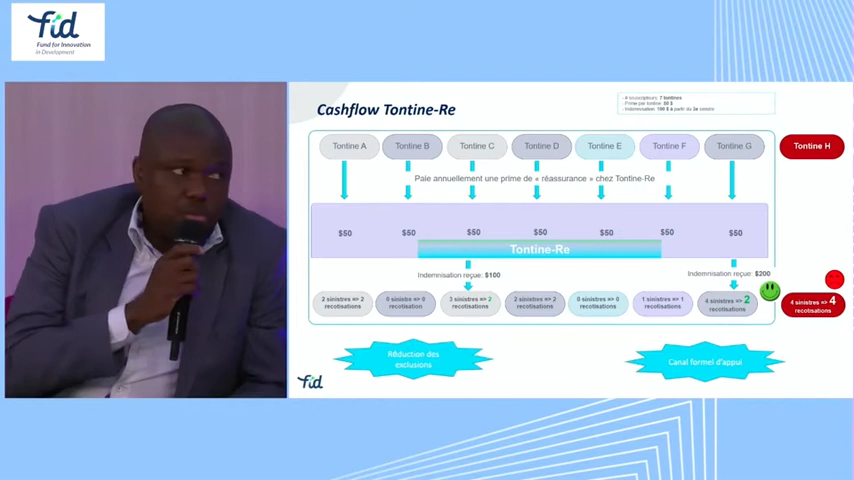 fid
Fund for Innovation
in Development
Cashflow Tontine-Re
- 4 souscripteurs: 7 tontines
- Prime par tontine: 50 $
- Indemnisation: 100 $ à partir du 3e sinistre
Tontine A
Tontine B
Tontine C
Tontine D
Tontine E
Tontine F
Tontine G
Tontine H
Paie annuellement une prime de « réassurance » chez Tontine-Re
$50
$50
$50
$50
$50
$50
$50
Tontine-Re
Indemnisation reçue: $100
Indemnisation reçue: $200
2 sinistres => 2
recotisations
0 sinistre => 0
recotisation
3 sinistres => 2
recotisations
2 sinistres => 2
recotisations
0 sinistres => 0
recotisations
1 sinistres => 1
recotisations
4 sinistres => 2
recotisations
4 sinistres => 4
recotisations
Réduction des
exclusions
Canal formel d'appui
fid